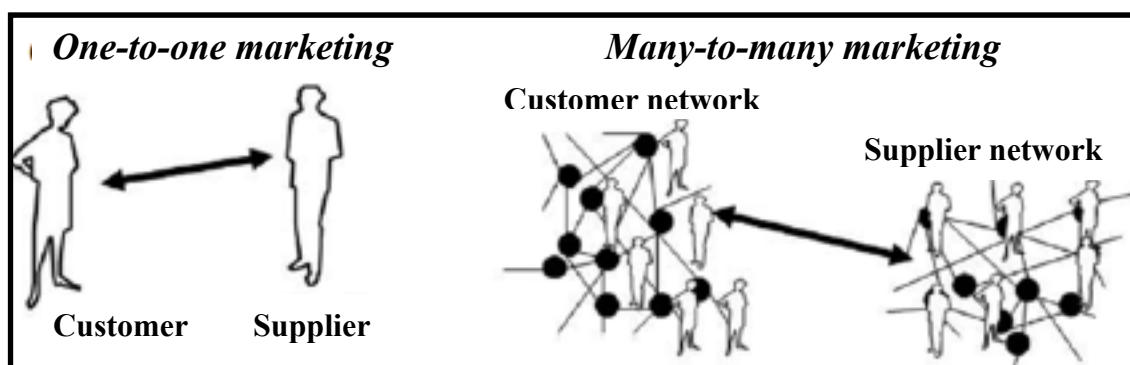 One-to-one marketing
Many-to-many marketing
Customer network
Supplier network
Customer
Supplier